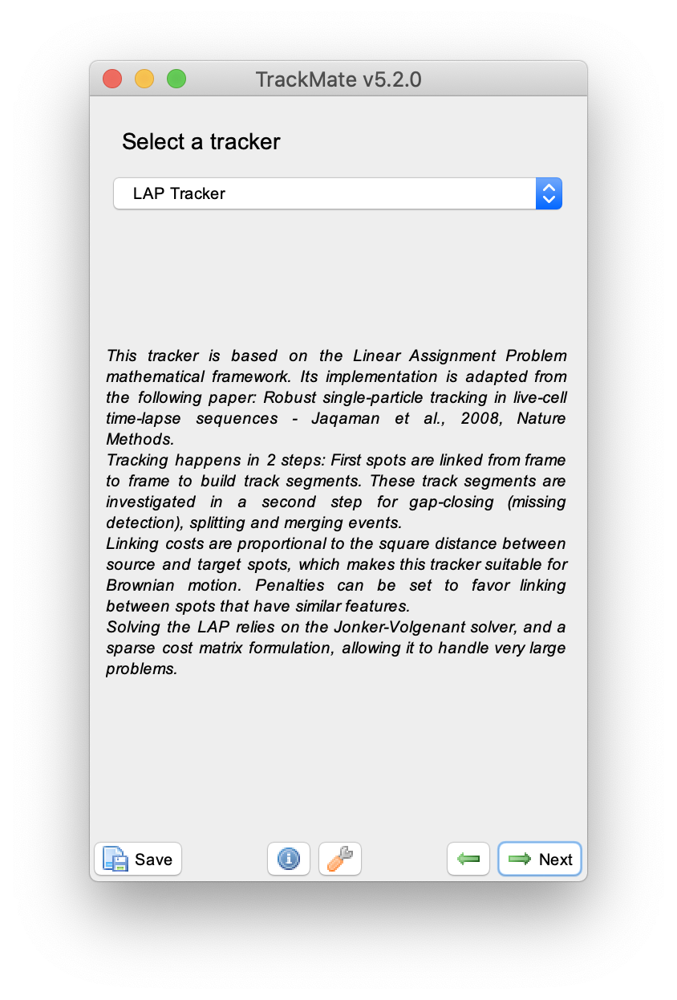 TrackMate v5.2.0
Select a tracker
LAP Tracker
This tracker is based on the Linear Assignment Problem
mathematical framework. Its implementation is adapted from
the following paper: Robust single-particle tracking in live-cell
time-lapse sequences - Jaqaman et al., 2008, Nature
Methods.
Tracking happens in 2 steps: First spots are linked from frame
to frame to build track segments. These track segments are
investigated in a second step for gap-closing (missing
detection), splitting and merging events.
Linking costs are proportional to the square distance between
source and target spots, which makes this tracker suitable for
Brownian motion. Penalties can be set to favor linking
between spots that have similar features.
Solving the LAP relies on the Jonker-Volgenant solver, and a
sparse cost matrix formulation, allowing it to handle very large
problems.
Save
Next